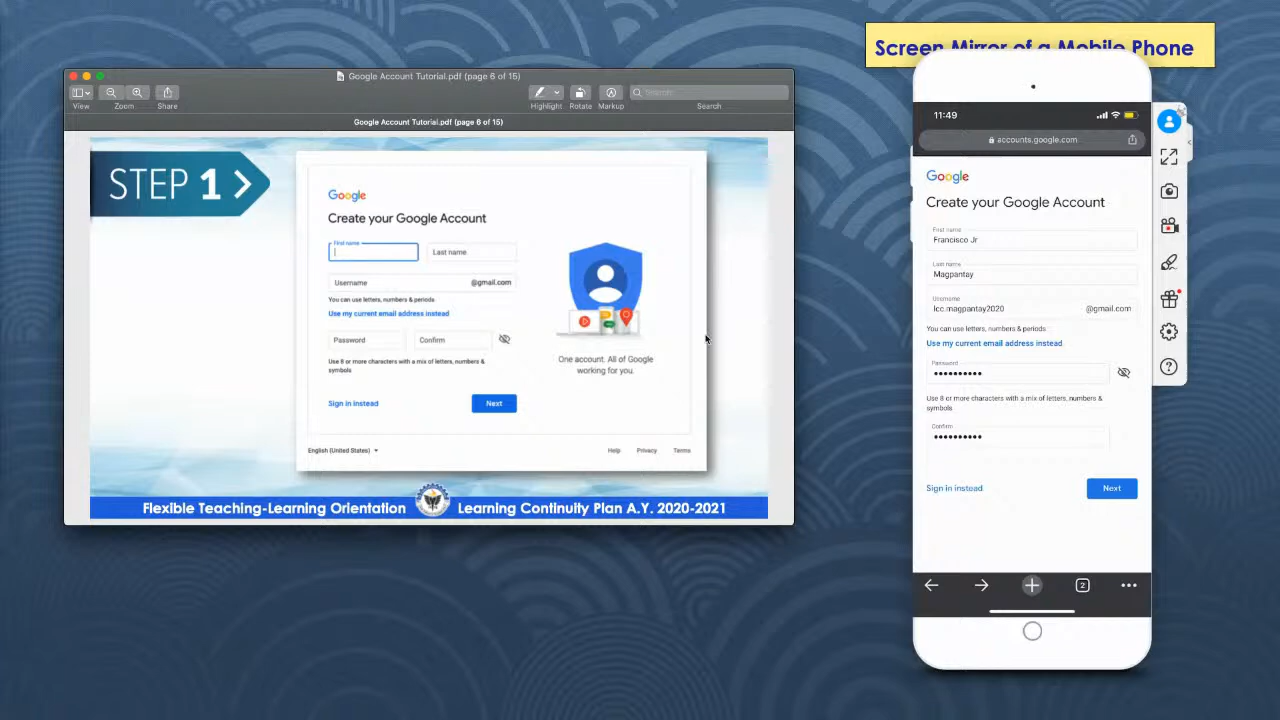 Screen Mirror of a Mobile Phone
Google Account Tutorial.pdf (page 6 of 15)
View
Zoom
Share
Highlight
Rotate
Markup
Search
Search
Google Account Tutorial.pdf (page 6 of 15)
STEP 1
Google
Create your Google Account
First name
Last name
Username
@gmail.com
You can use letters, numbers & periods
Use my current email address instead
Password
Confirm
Use 8 or more characters with a mix of letters, numbers &
symbols
Sign in instead
Next
One account. All of Google
working for you.
English (United States)
Help
Privacy
Terms
Flexible Teaching-Learning Orientation
Learning Continuity Plan A.Y. 2020-2021
11:49
accounts.google.com
Google
Create your Google Account
First name
Francisco Jr
Last name
Magpantay
Username
lcc.magpantay2020
@gmail.com
You can use letters, numbers & periods
Use my current email address instead
Password
••••••••••
Use 8 or more characters with a mix of letters, numbers &
symbols
Confirm
••••••••••
Sign in instead
Next
2